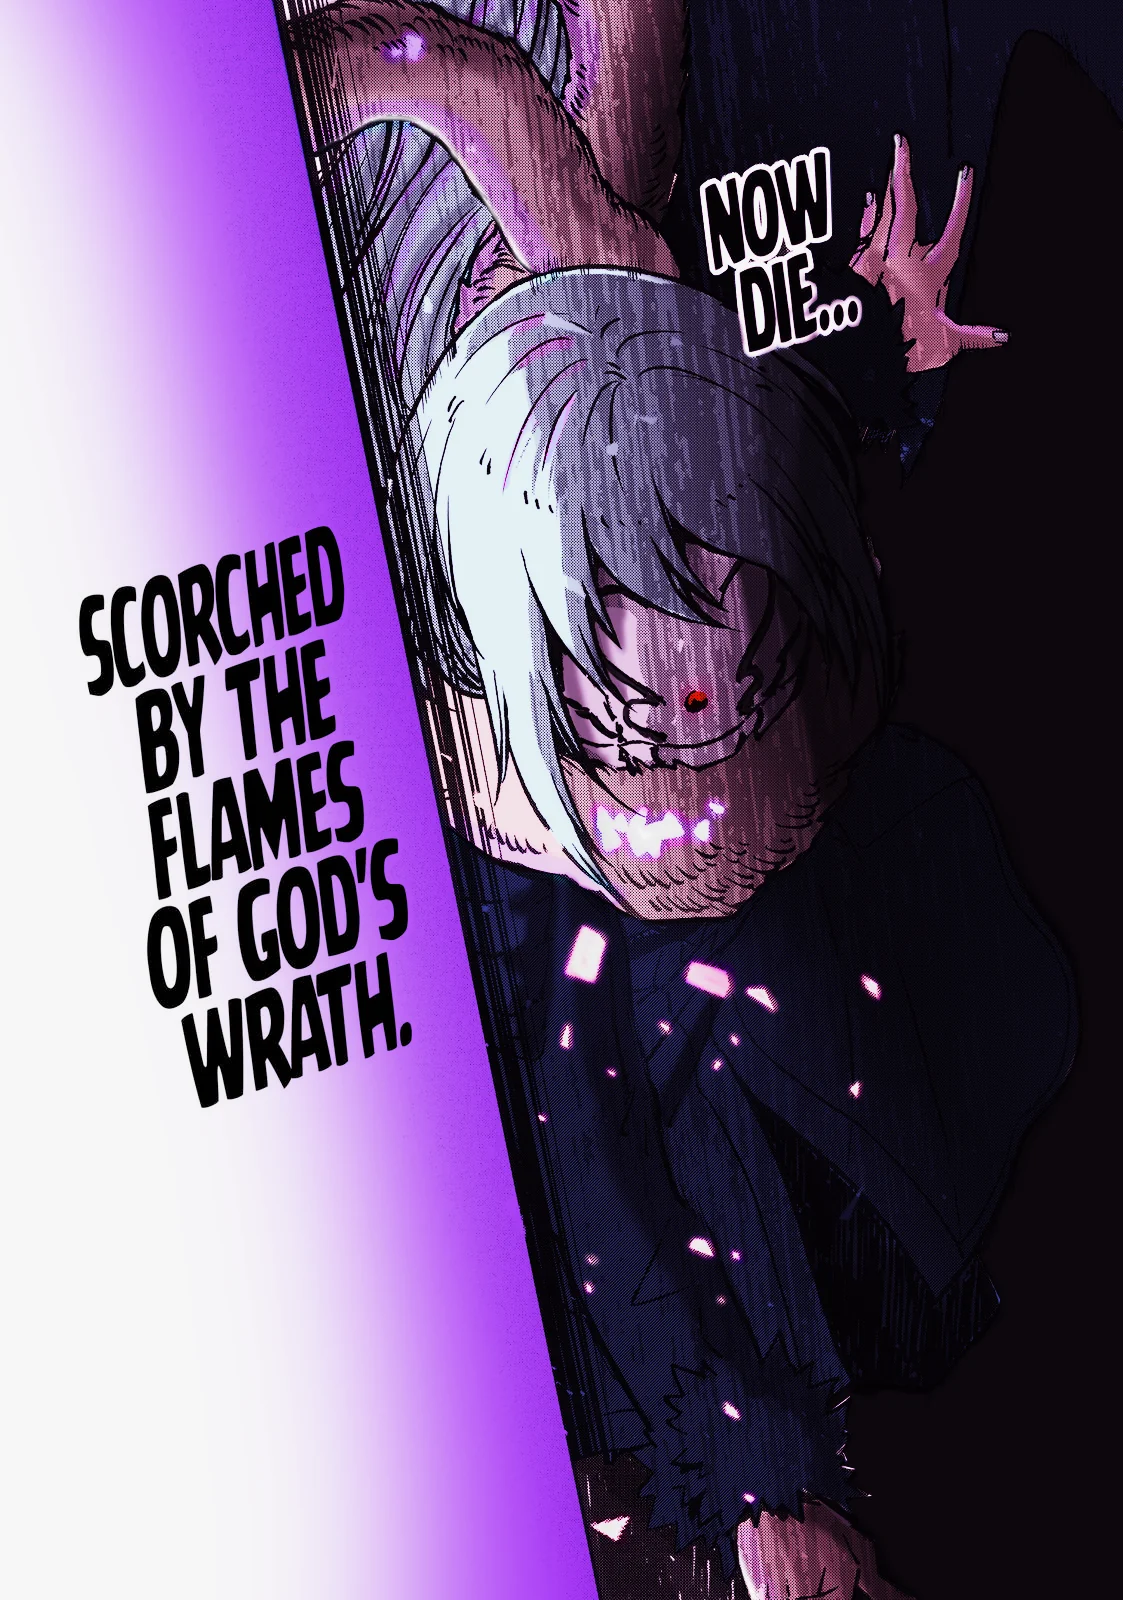 NOW
DIE...
SCORCHED
BY THE
FLAMES
OF GOD'S
WRATH.